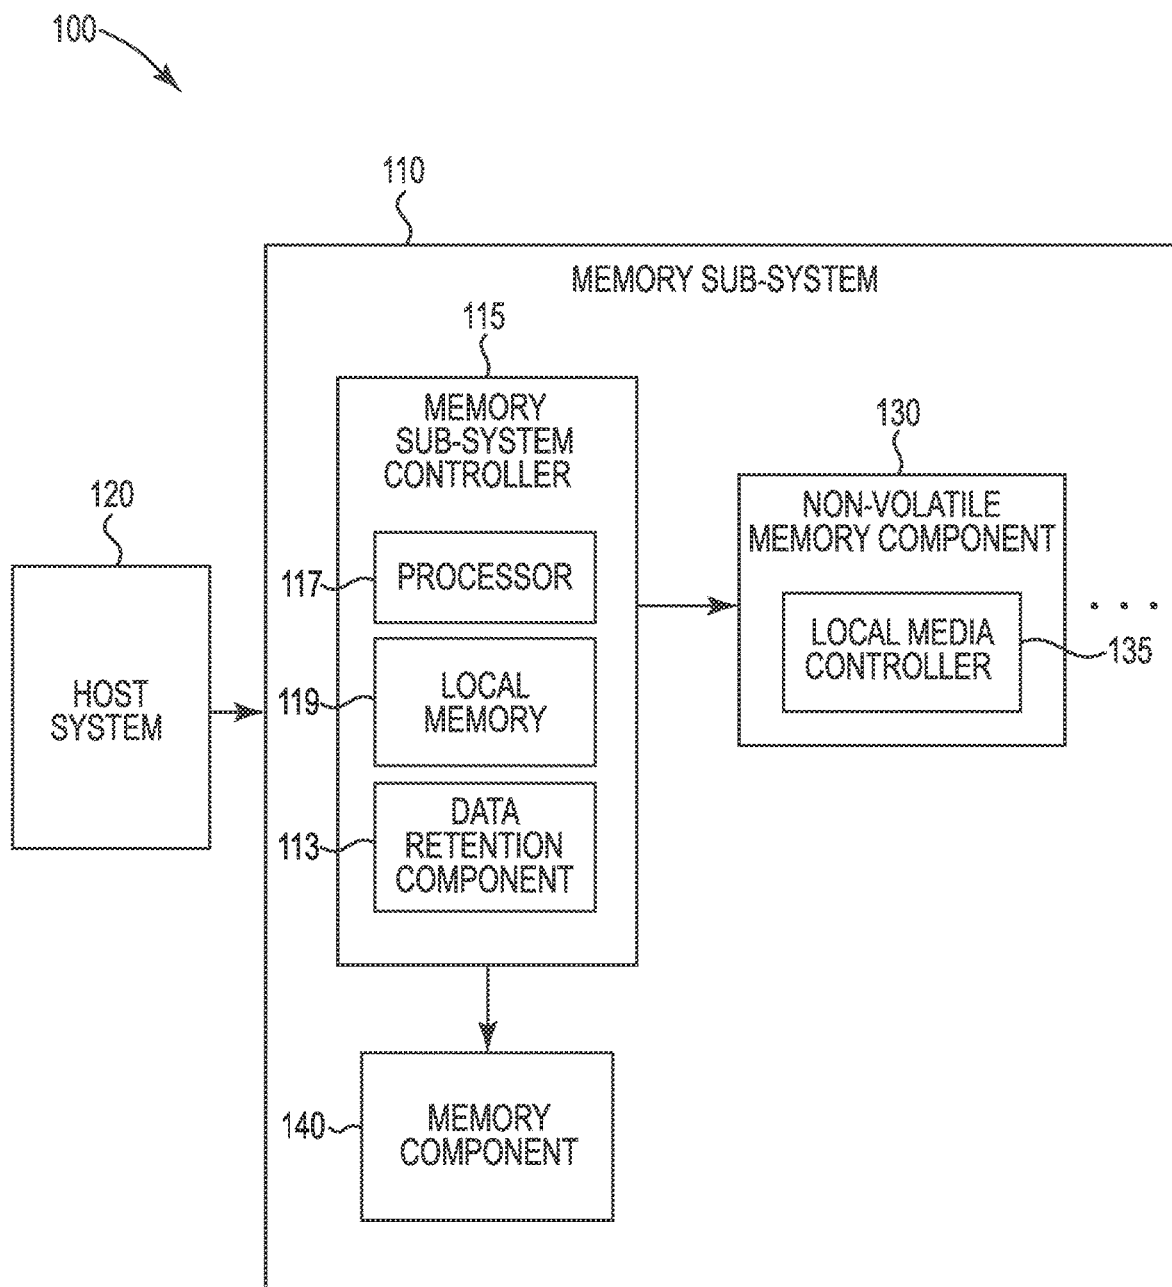 100
110
MEMORY SUB-SYSTEM
115
MEMORY
SUB-SYSTEM
CONTROLLER
130
NON-VOLATILE
MEMORY COMPONENT
120
117
PROCESSOR
LOCAL MEDIA
CONTROLLER
135
HOST
SYSTEM
119
LOCAL
MEMORY
113
DATA
RETENTION
COMPONENT
140
MEMORY
COMPONENT